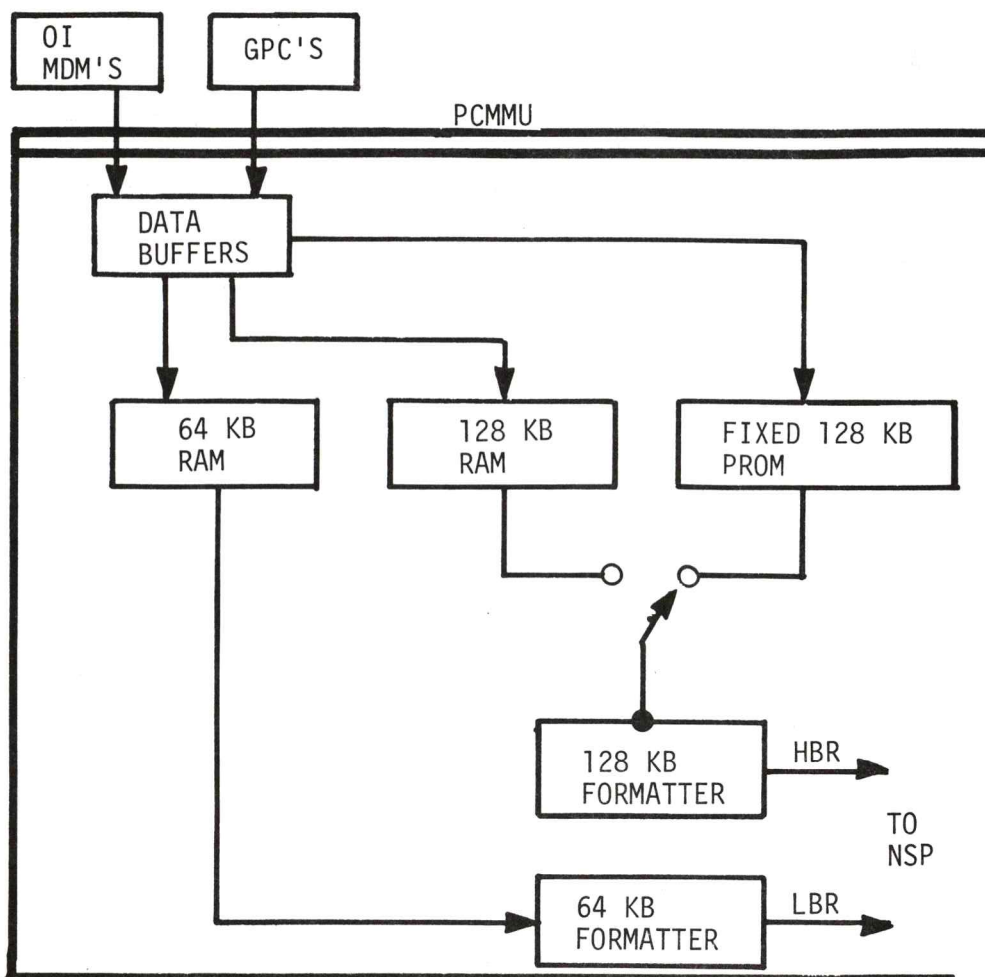 OI
MDM'S
GPC'S
PCMMU
DATA
BUFFERS
64 KB
RAM
128 KB
RAM
FIXED 128 KB
PROM
128 KB
FORMATTER
HBR
TO
NSP
64 KB
FORMATTER
LBR